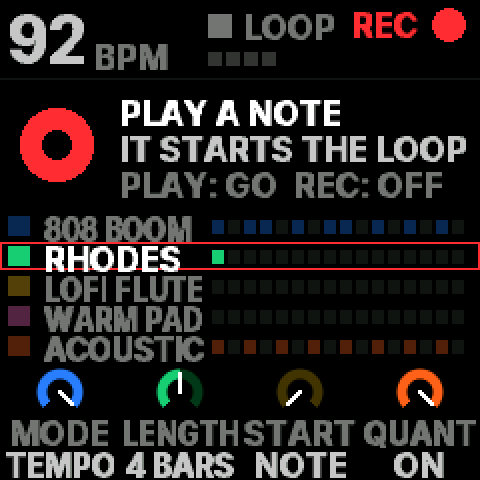 92 BPM LOOP REC
PLAY A NOTE
IT STARTS THE LOOP
PLAY: GO REC: OFF
808 BOOM
RHODES
LOFI FLUTE
WARM PAD
ACOUSTIC
MODE LENGTH START QUANT
TEMPO 4 BARS NOTE ON